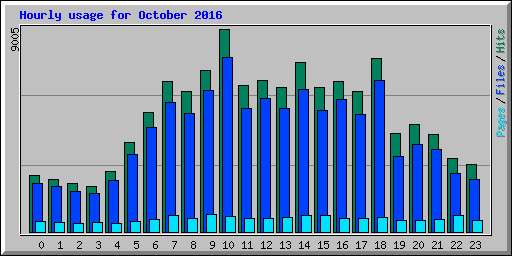 Hourly usage for October 2016
9005
Pages/Files/Hits
0 1 2 3 4 5 6 7 8 9 10 11 12 13 14 15 16 17 18 19 20 21 22 23